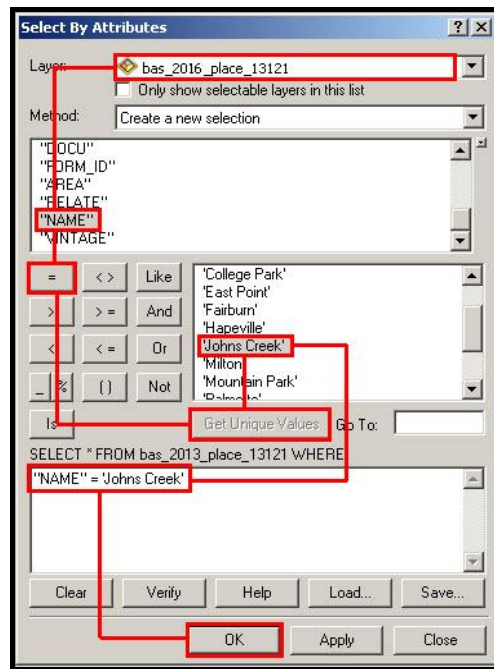 Select By Attributes ? X
Layer: bas_2016_place_13121
Only show selectable layers in this list
Method: Create a new selection
"DOCU"
"FORM_ID"
"AREA"
"RELATE"
"NAME"
"VINTAGE"
= < > Like
> > = And
< < = Or
_ % ( ) Not
Is
'College Park'
'East Point'
'Fairburn'
'Hapeville'
'Johns Creek'
'Milton'
'Mountain Park'
'Palmetto'
Get Unique Values Go To:
SELECT * FROM bas_2013_place_13121 WHERE
"NAME" = 'Johns Creek'
Clear Verify Help Load... Save...
OK Apply Close